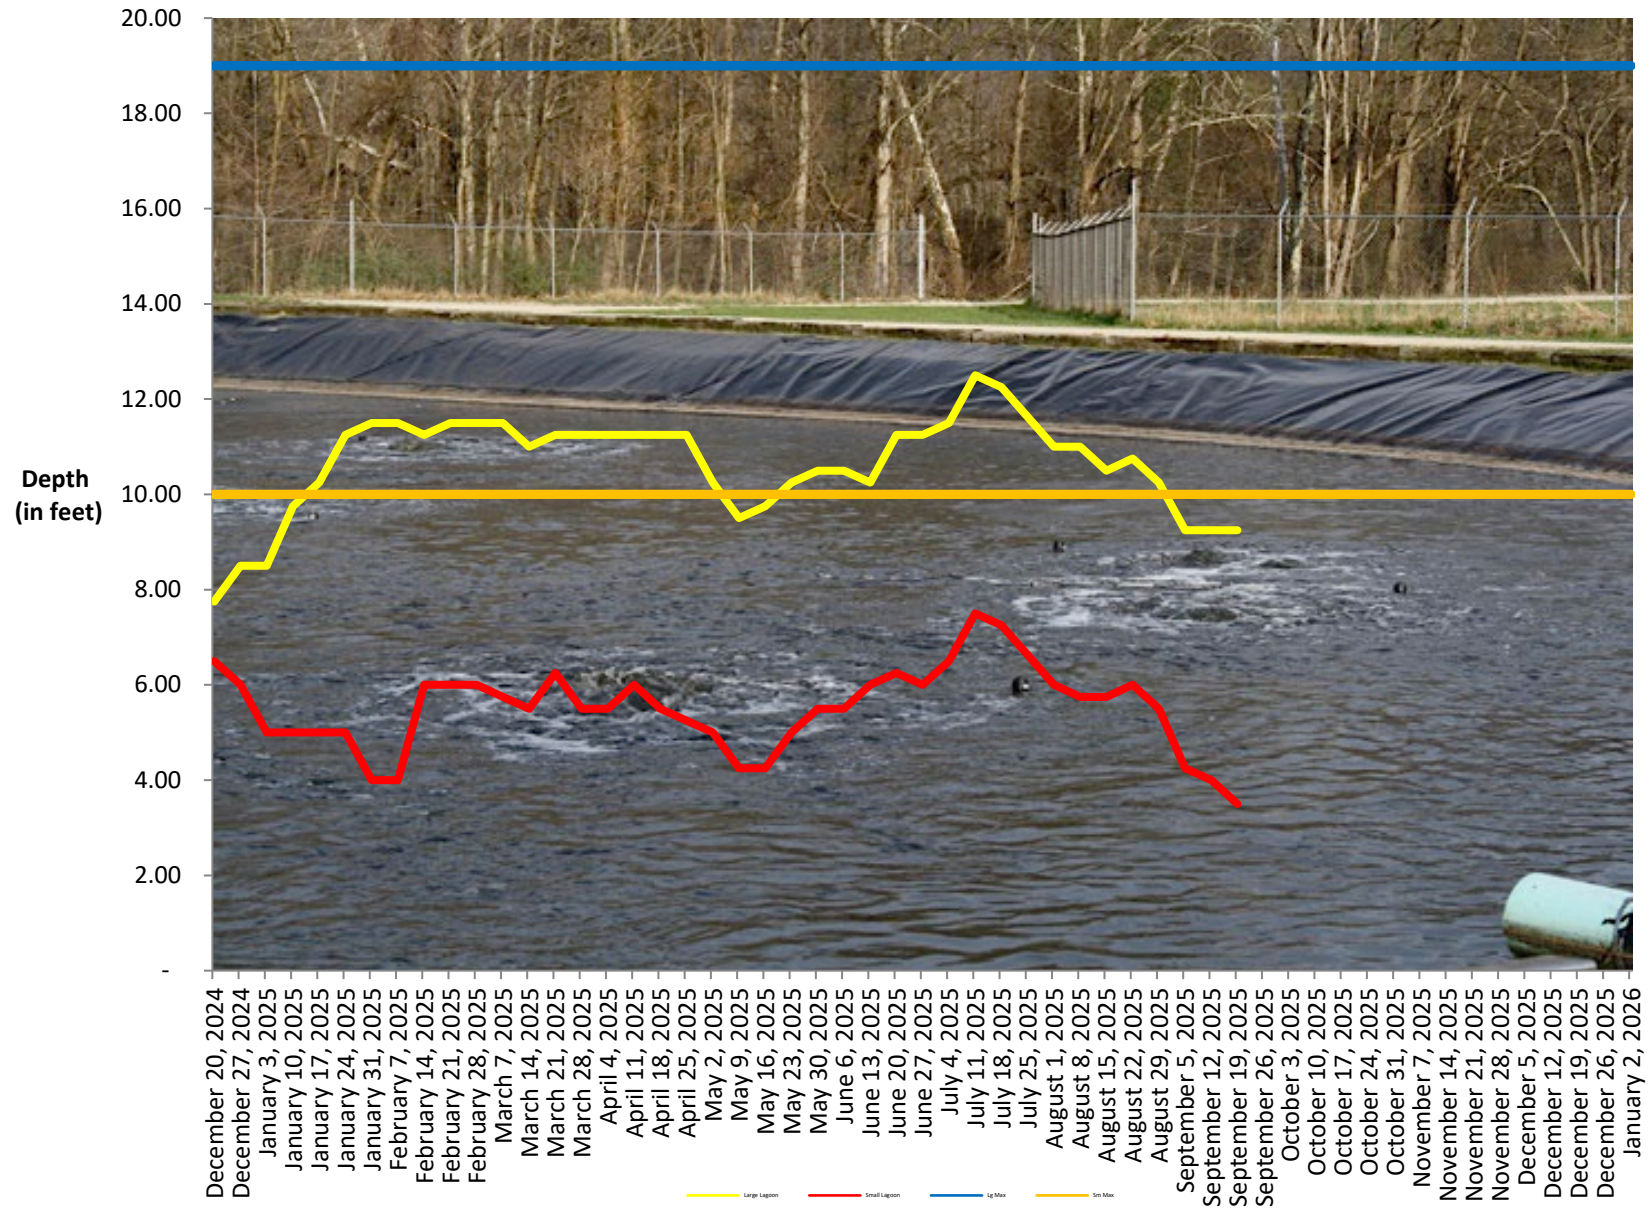 20.00
18.00
16.00
14.00
12.00
10.00
8.00
6.00
4.00
2.00
-
Depth
(in feet)
December 20, 2024
December 27, 2024
January 3, 2025
January 10, 2025
January 17, 2025
January 24, 2025
January 31, 2025
February 7, 2025
February 14, 2025
February 21, 2025
February 28, 2025
March 7, 2025
March 14, 2025
March 21, 2025
March 28, 2025
April 4, 2025
April 11, 2025
April 18, 2025
April 25, 2025
May 2, 2025
May 9, 2025
May 16, 2025
May 23, 2025
May 30, 2025
June 6, 2025
June 13, 2025
June 20, 2025
June 27, 2025
July 4, 2025
July 11, 2025
July 18, 2025
July 25, 2025
August 1, 2025
August 8, 2025
August 15, 2025
August 22, 2025
August 29, 2025
September 5, 2025
September 12, 2025
September 19, 2025
September 26, 2025
October 3, 2025
October 10, 2025
October 17, 2025
October 24, 2025
October 31, 2025
November 7, 2025
November 14, 2025
November 21, 2025
November 28, 2025
December 5, 2025
December 12, 2025
December 19, 2025
December 26, 2025
January 2, 2026
Large Lagoon
Small Lagoon
Lg Max
Sm Max